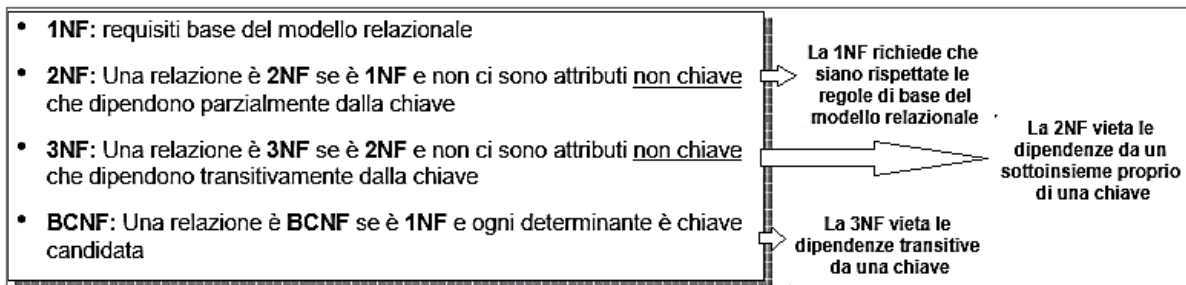 • 1NF: requisiti base del modello relazionale
• 2NF: Una relazione è 2NF se è 1NF e non ci sono attributi non chiave
che dipendono parzialmente dalla chiave
• 3NF: Una relazione è 3NF se è 2NF e non ci sono attributi non chiave
che dipendono transitivamente dalla chiave
• BCNF: Una relazione è BCNF se è 1NF e ogni determinante è chiave
candidata
La 1NF richiede che
siano rispettate le
regole di base del
modello relazionale
La 2NF vieta le
dipendenze da un
sottoinsieme proprio
di una chiave
La 3NF vieta le
dipendenze transitive
da una chiave